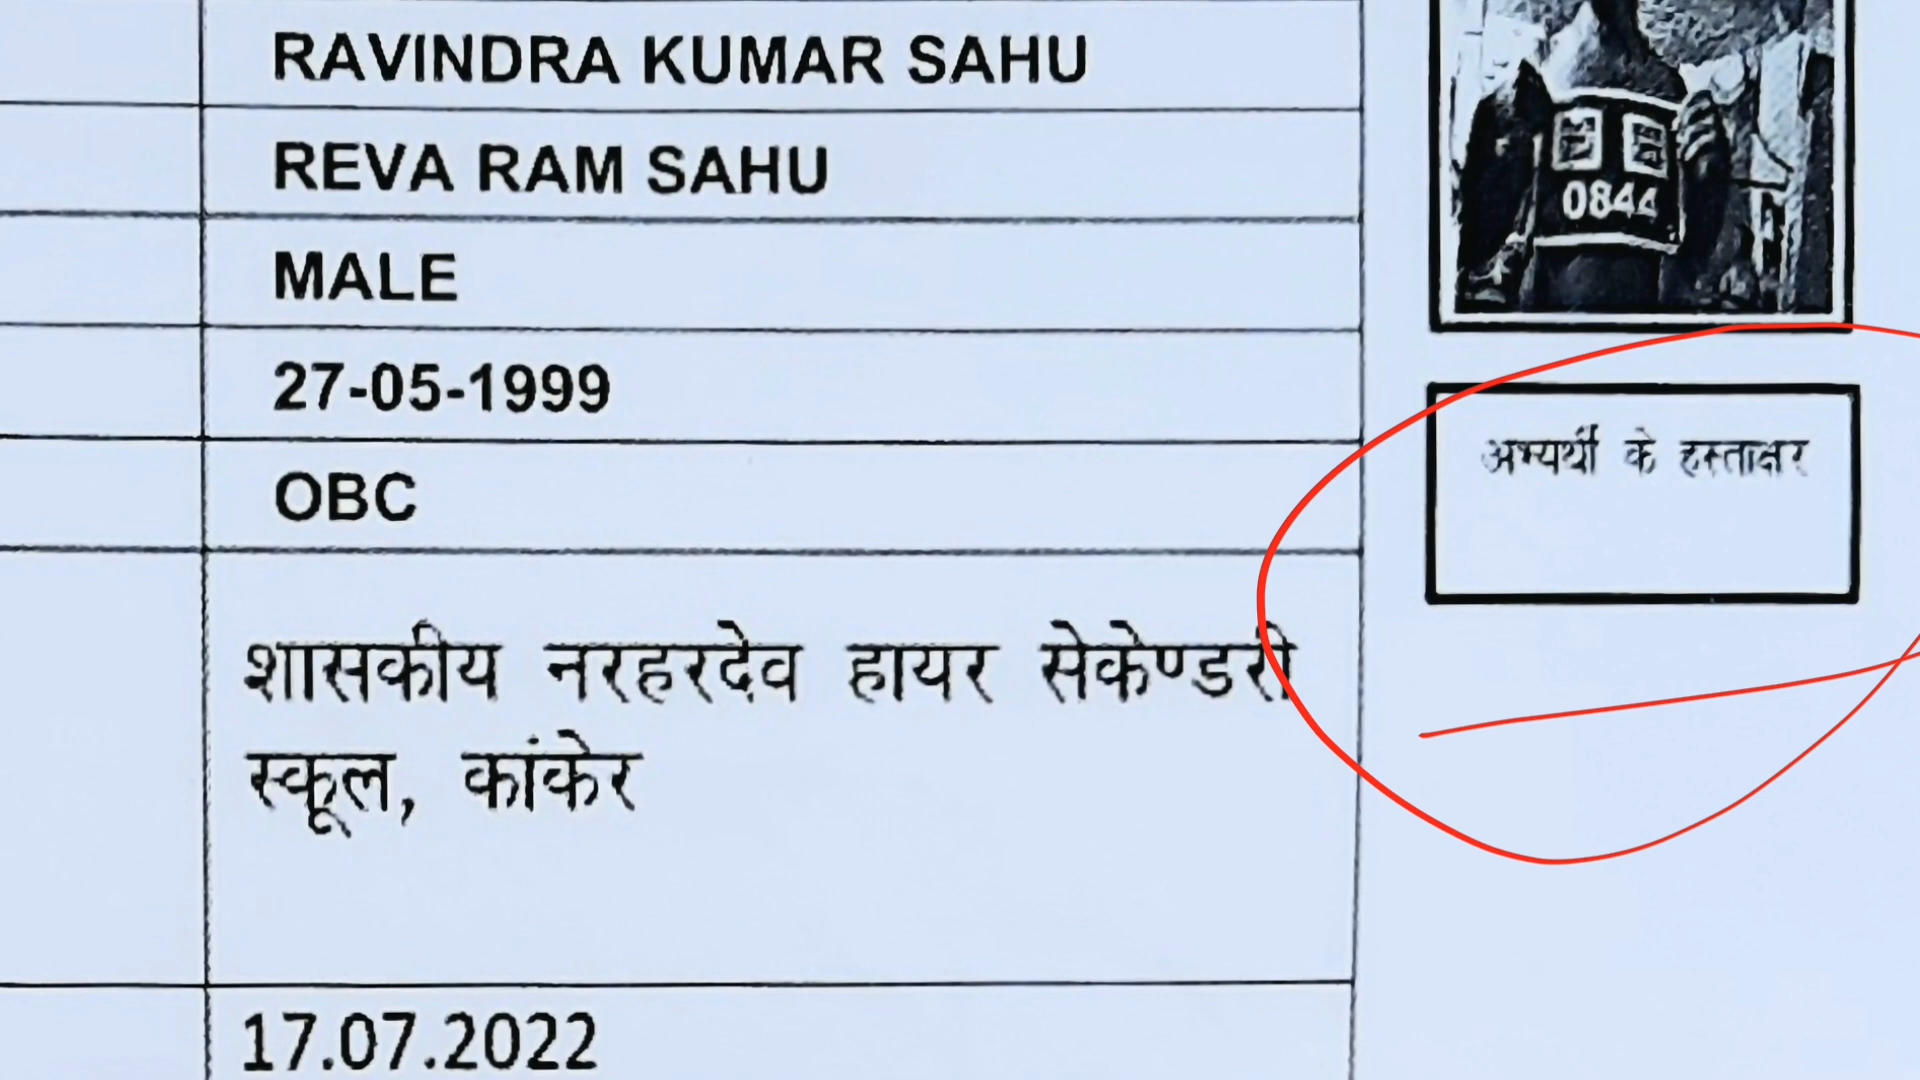 RAVINDRA KUMAR SAHU
REVA RAM SAHU
MALE
27-05-1999
OBC
शासकीय नरहरदेव हायर सेकेण्डरी
स्कूल, कांकेर
17.07.2022
0844
अभ्यर्थी के हस्ताक्षर